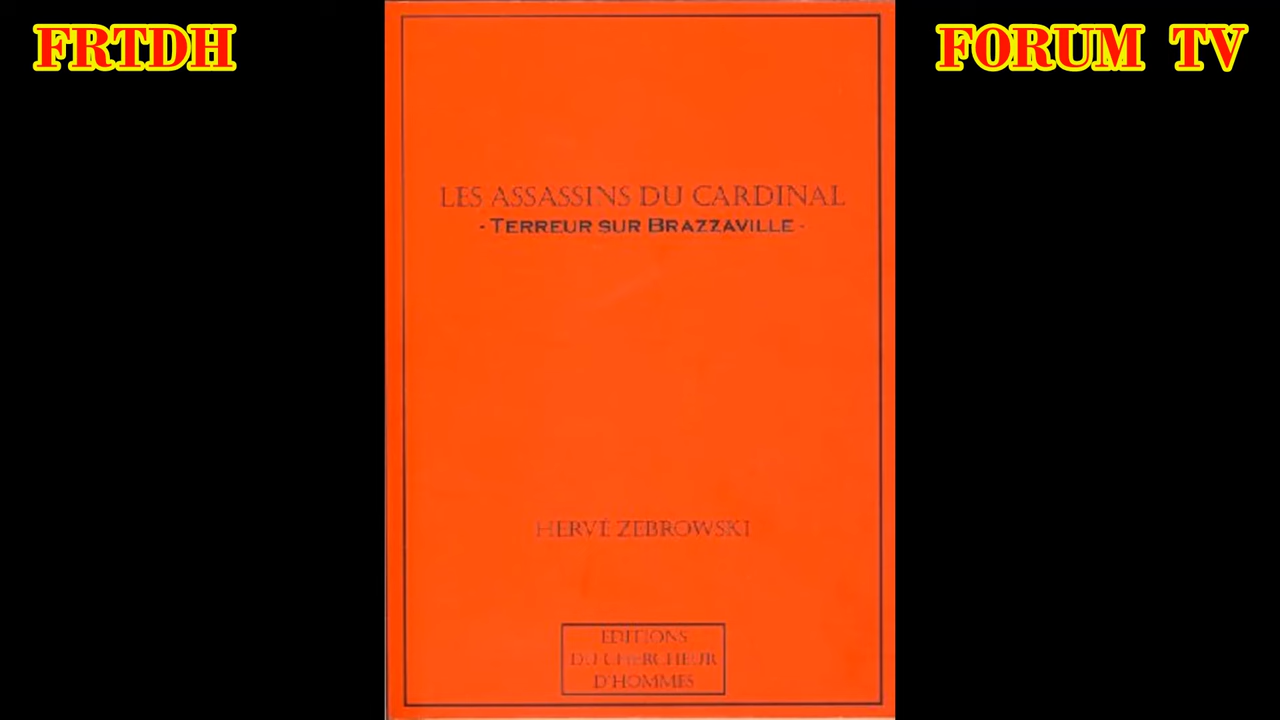 FRTDH
FORUM TV
LES ASSASSINS DU CARDINAL
- TERREUR SUR BRAZZAVILLE -
HERVÉ ZEBROWSKI
EDITIONS
DU CHERCHEUR
D'HOMMES